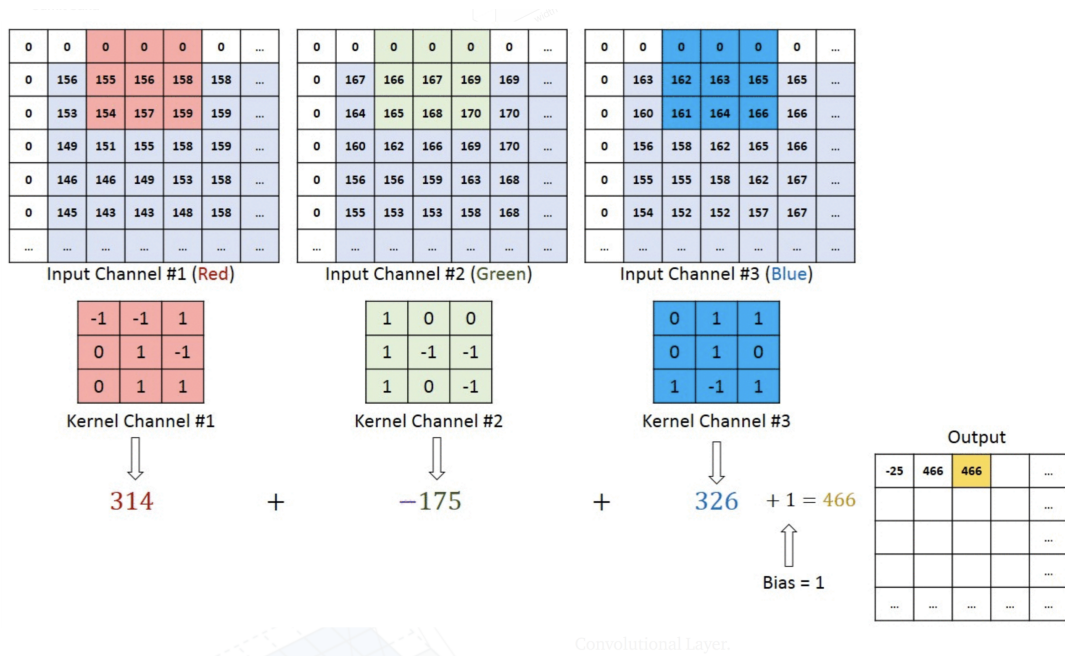 0 0 0 0 0 0 ...
0 156 155 156 158 158 ...
0 153 154 157 159 159 ...
0 149 151 155 158 159 ...
0 146 146 149 153 158 ...
0 145 143 143 148 158 ...
... ... ... ... ... ... ...
Input Channel #1 (Red)
0 0 0 0 0 0 ...
0 167 166 167 169 169 ...
0 164 165 168 170 170 ...
0 160 162 166 169 170 ...
0 156 156 159 163 168 ...
0 155 153 153 158 168 ...
... ... ... ... ... ... ...
Input Channel #2 (Green)
0 0 0 0 0 0 ...
0 163 162 163 165 165 ...
0 160 161 164 166 166 ...
0 156 158 162 165 166 ...
0 155 155 158 162 167 ...
0 154 152 152 157 167 ...
... ... ... ... ... ... ...
Input Channel #3 (Blue)
-1 -1 1
0 1 -1
0 1 1
Kernel Channel #1
1 0 0
1 -1 -1
1 0 -1
Kernel Channel #2
0 1 1
0 1 0
1 -1 1
Kernel Channel #3
314 + −175 + 326 + 1 = 466
Bias = 1
Output
-25 466 466 ...
...
...
...
... ... ... ... ...
Convolutional Layer.